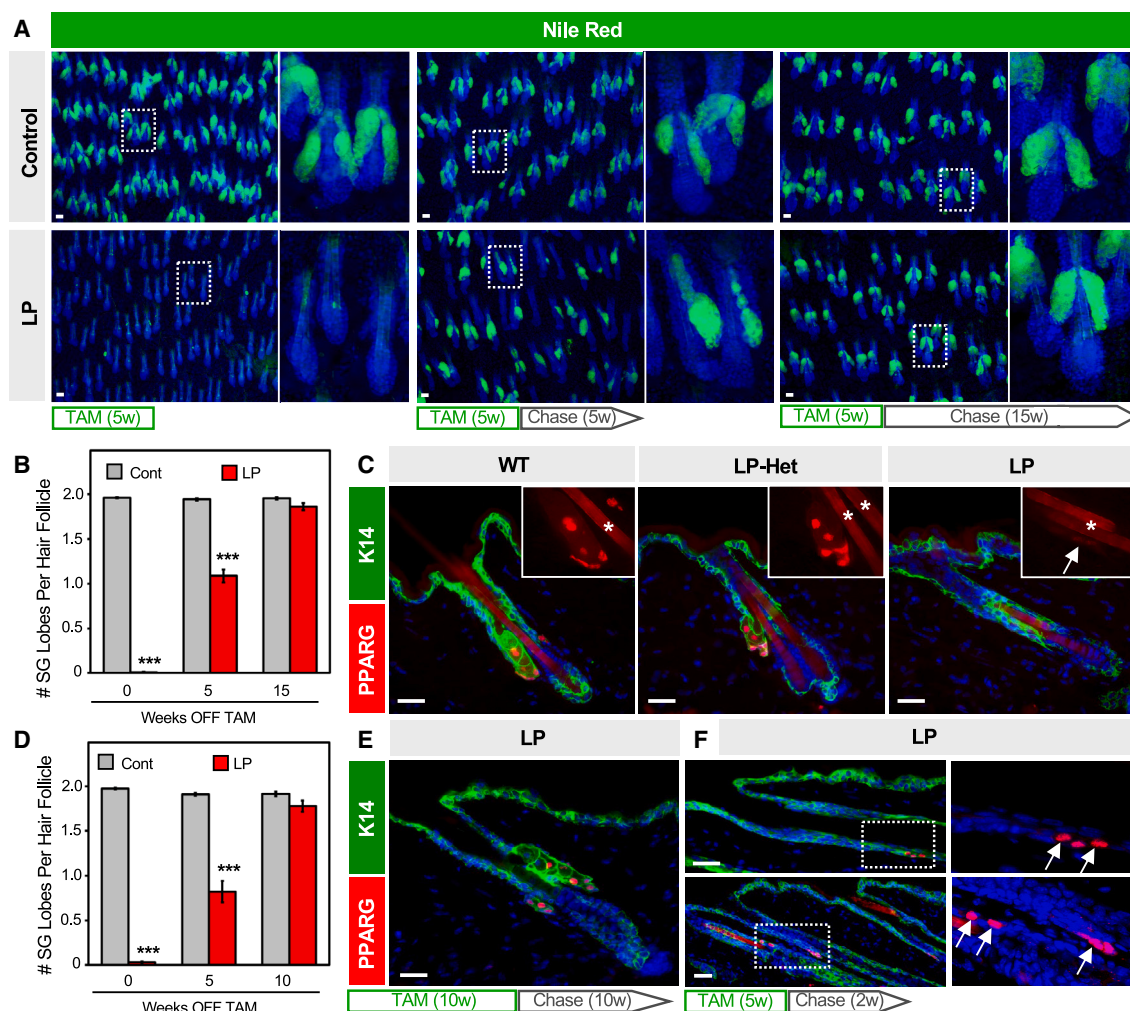 A
Nile Red
Control
LP
TAM (5w)
TAM (5w)
Chase (5w)
TAM (5w)
Chase (15w)
B
# SG Lobes Per Hair Follicle
Cont
LP
2.0
1.0
1.0
0.5
0
***
***
0
5
15
Weeks OFF TAM
C
WT
LP-Het
LP
K14
PPARG
*
* *
*
D
# SG Lobes Per Hair Follicle
Cont
LP
2.0
1.5
1.0
0.5
0
***
***
0
5
10
Weeks OFF TAM
E
LP
K14
PPARG
TAM (10w)
Chase (10w)
F
LP
TAM (5w)
Chase (2w)